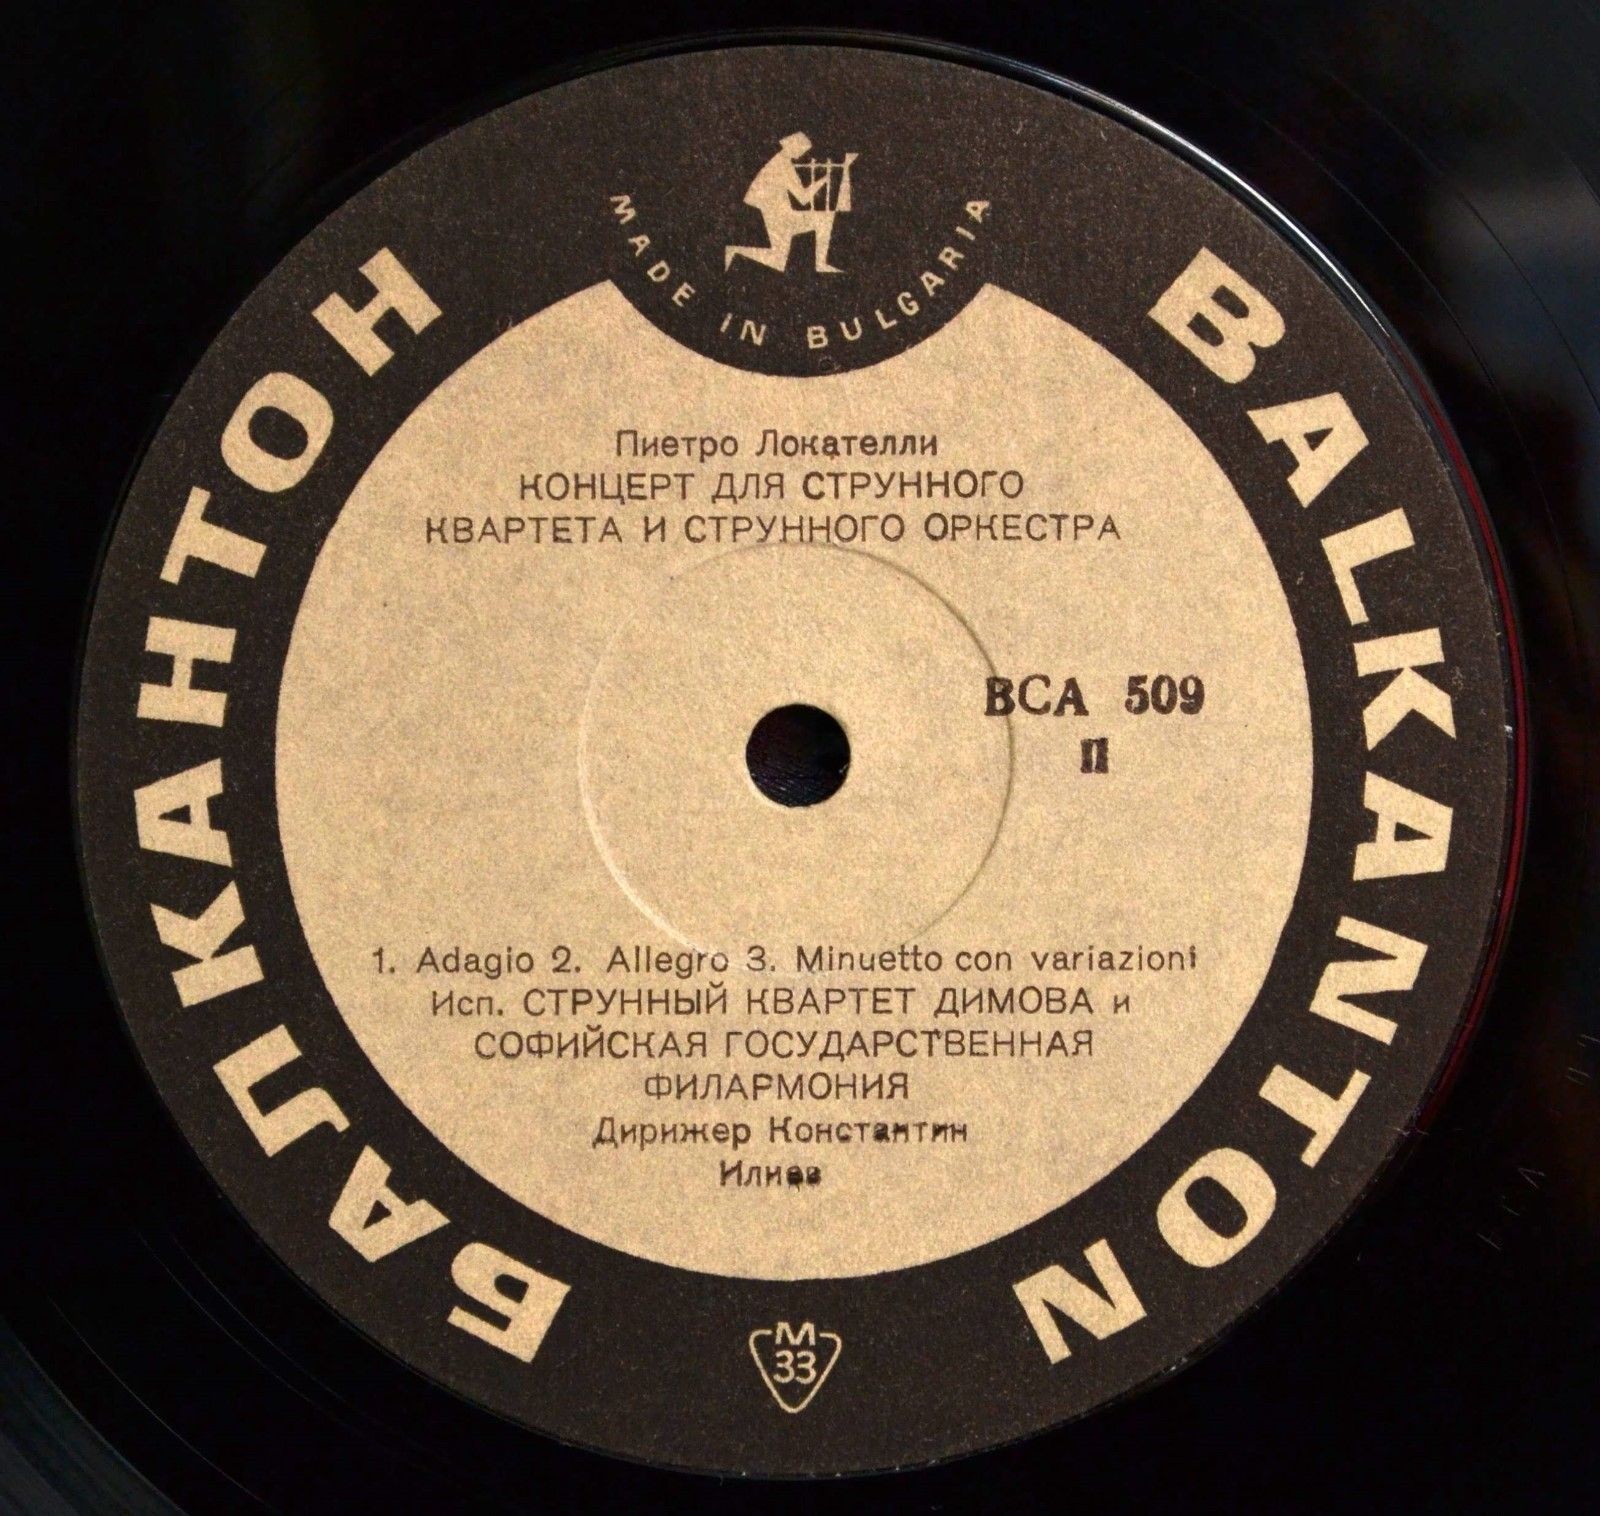 MADE IN BULGARIA
БАЛКАНТОН
BALKANTON
Пиетро Локателли
КОНЦЕРТ ДЛЯ СТРУННОГО
КВАРТЕТА И СТРУННОГО ОРКЕСТРА
ВСА 509
II
1. Adagio 2. Allegro 3. Minuetto con variazioni
Исп. СТРУННЫЙ КВАРТЕТ ДИМОВА и
СОФИЙСКАЯ ГОСУДАРСТВЕННАЯ
ФИЛАРМОНИЯ
Дирижер Константин
Илиев
M
33